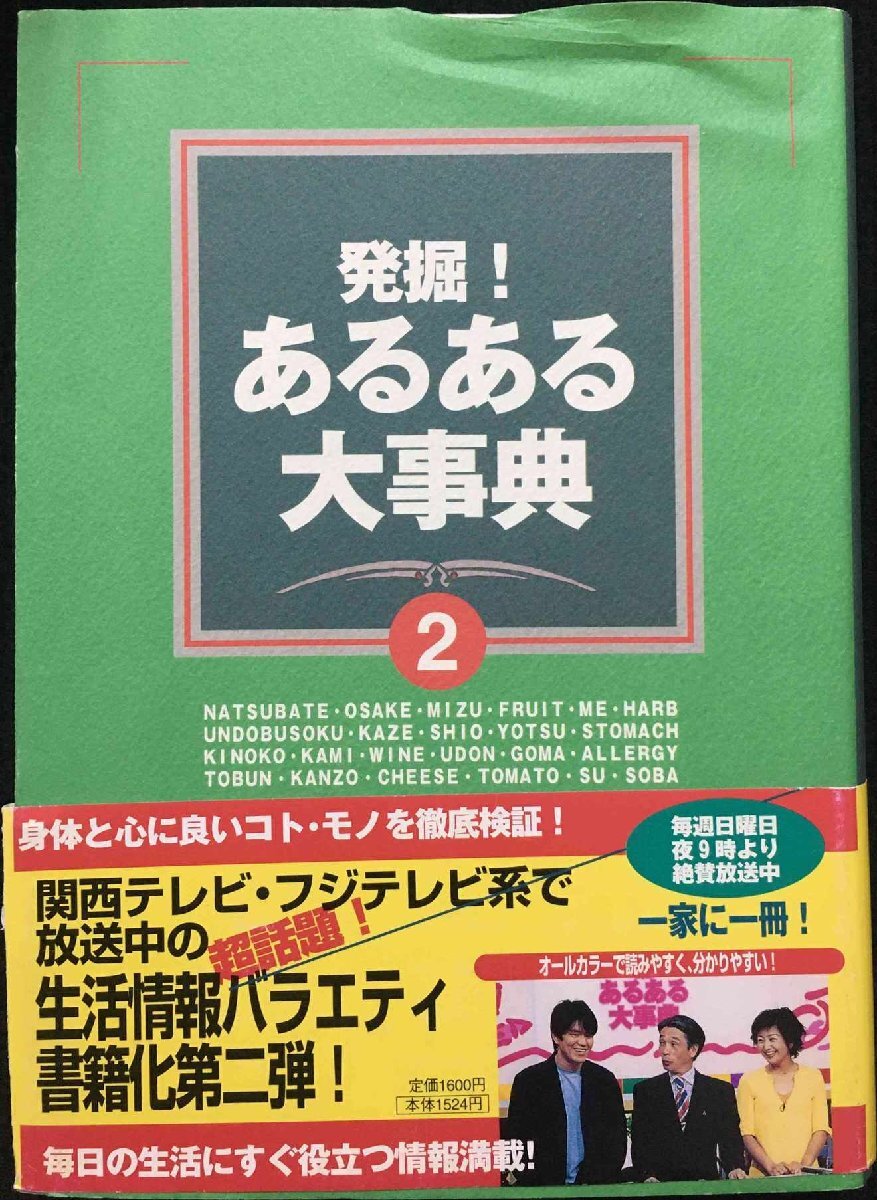 発掘！
あるある
大事典
2
NATSUBATE・OSAKE・MIZU・FRUIT・ME・HARB
UNDOBUSOKU・KAZE・SHIO・YOTSU・STOMACH
KINOKO・KAMI・WINE・UDON・GOMA・ALLERGY
TOBUN・KANZO・CHEESE・TOMATO・SU・SOBA
身体と心に良いコト・モノを徹底検証！
毎週日曜日
夜9時より
絶賛放送中
一家に一冊！
関西テレビ・フジテレビ系で
放送中の
超話題！
生活情報バラエティ
書籍化第二弾！
定価1600円
本体1524円
オールカラーで読みやすく、分かりやすい！
あるある
大事典
毎日の生活にすぐ役立つ情報満載！